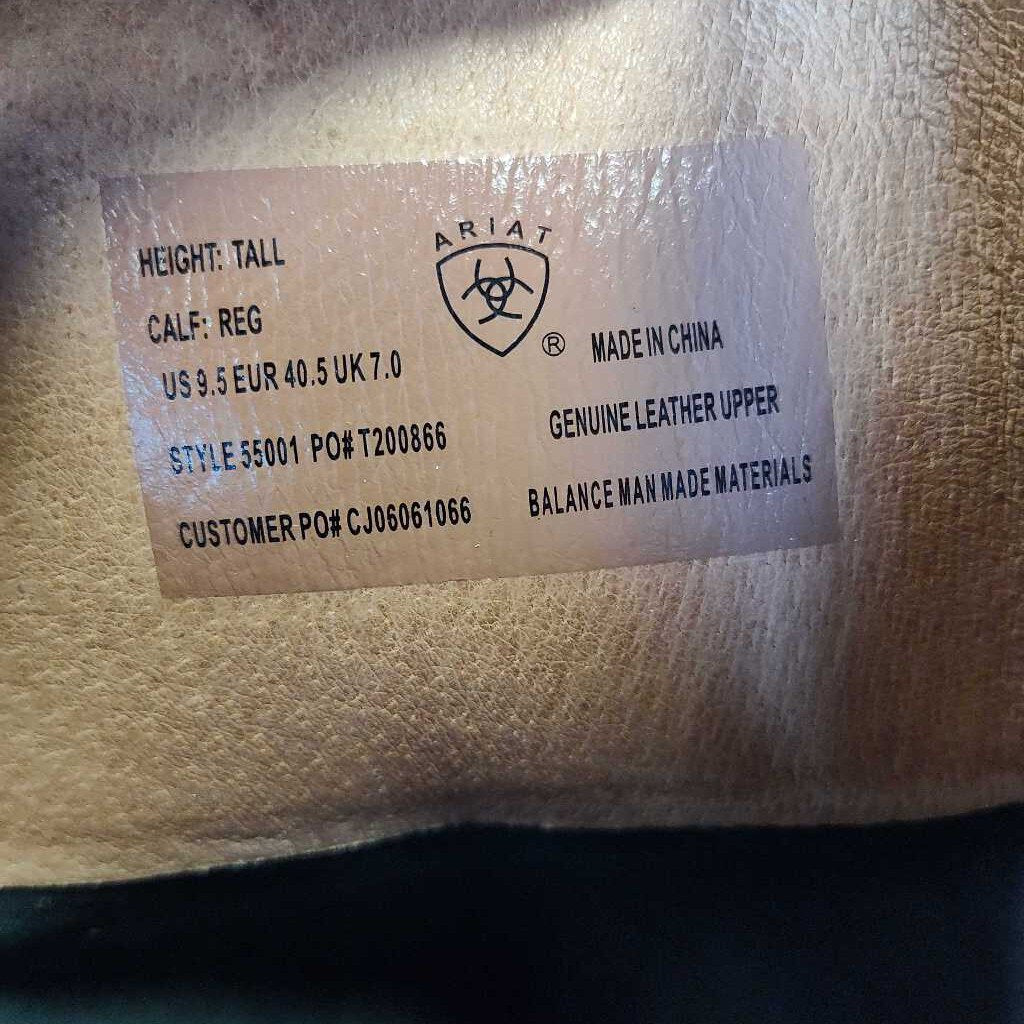 ARIAT
®
HEIGHT: TALL
CALF: REG
US 9.5 EUR 40.5 UK 7.0
STYLE 55001 PO# T200866
CUSTOMER PO# CJ06061066
MADE IN CHINA
GENUINE LEATHER UPPER
BALANCE MAN MADE MATERIALS